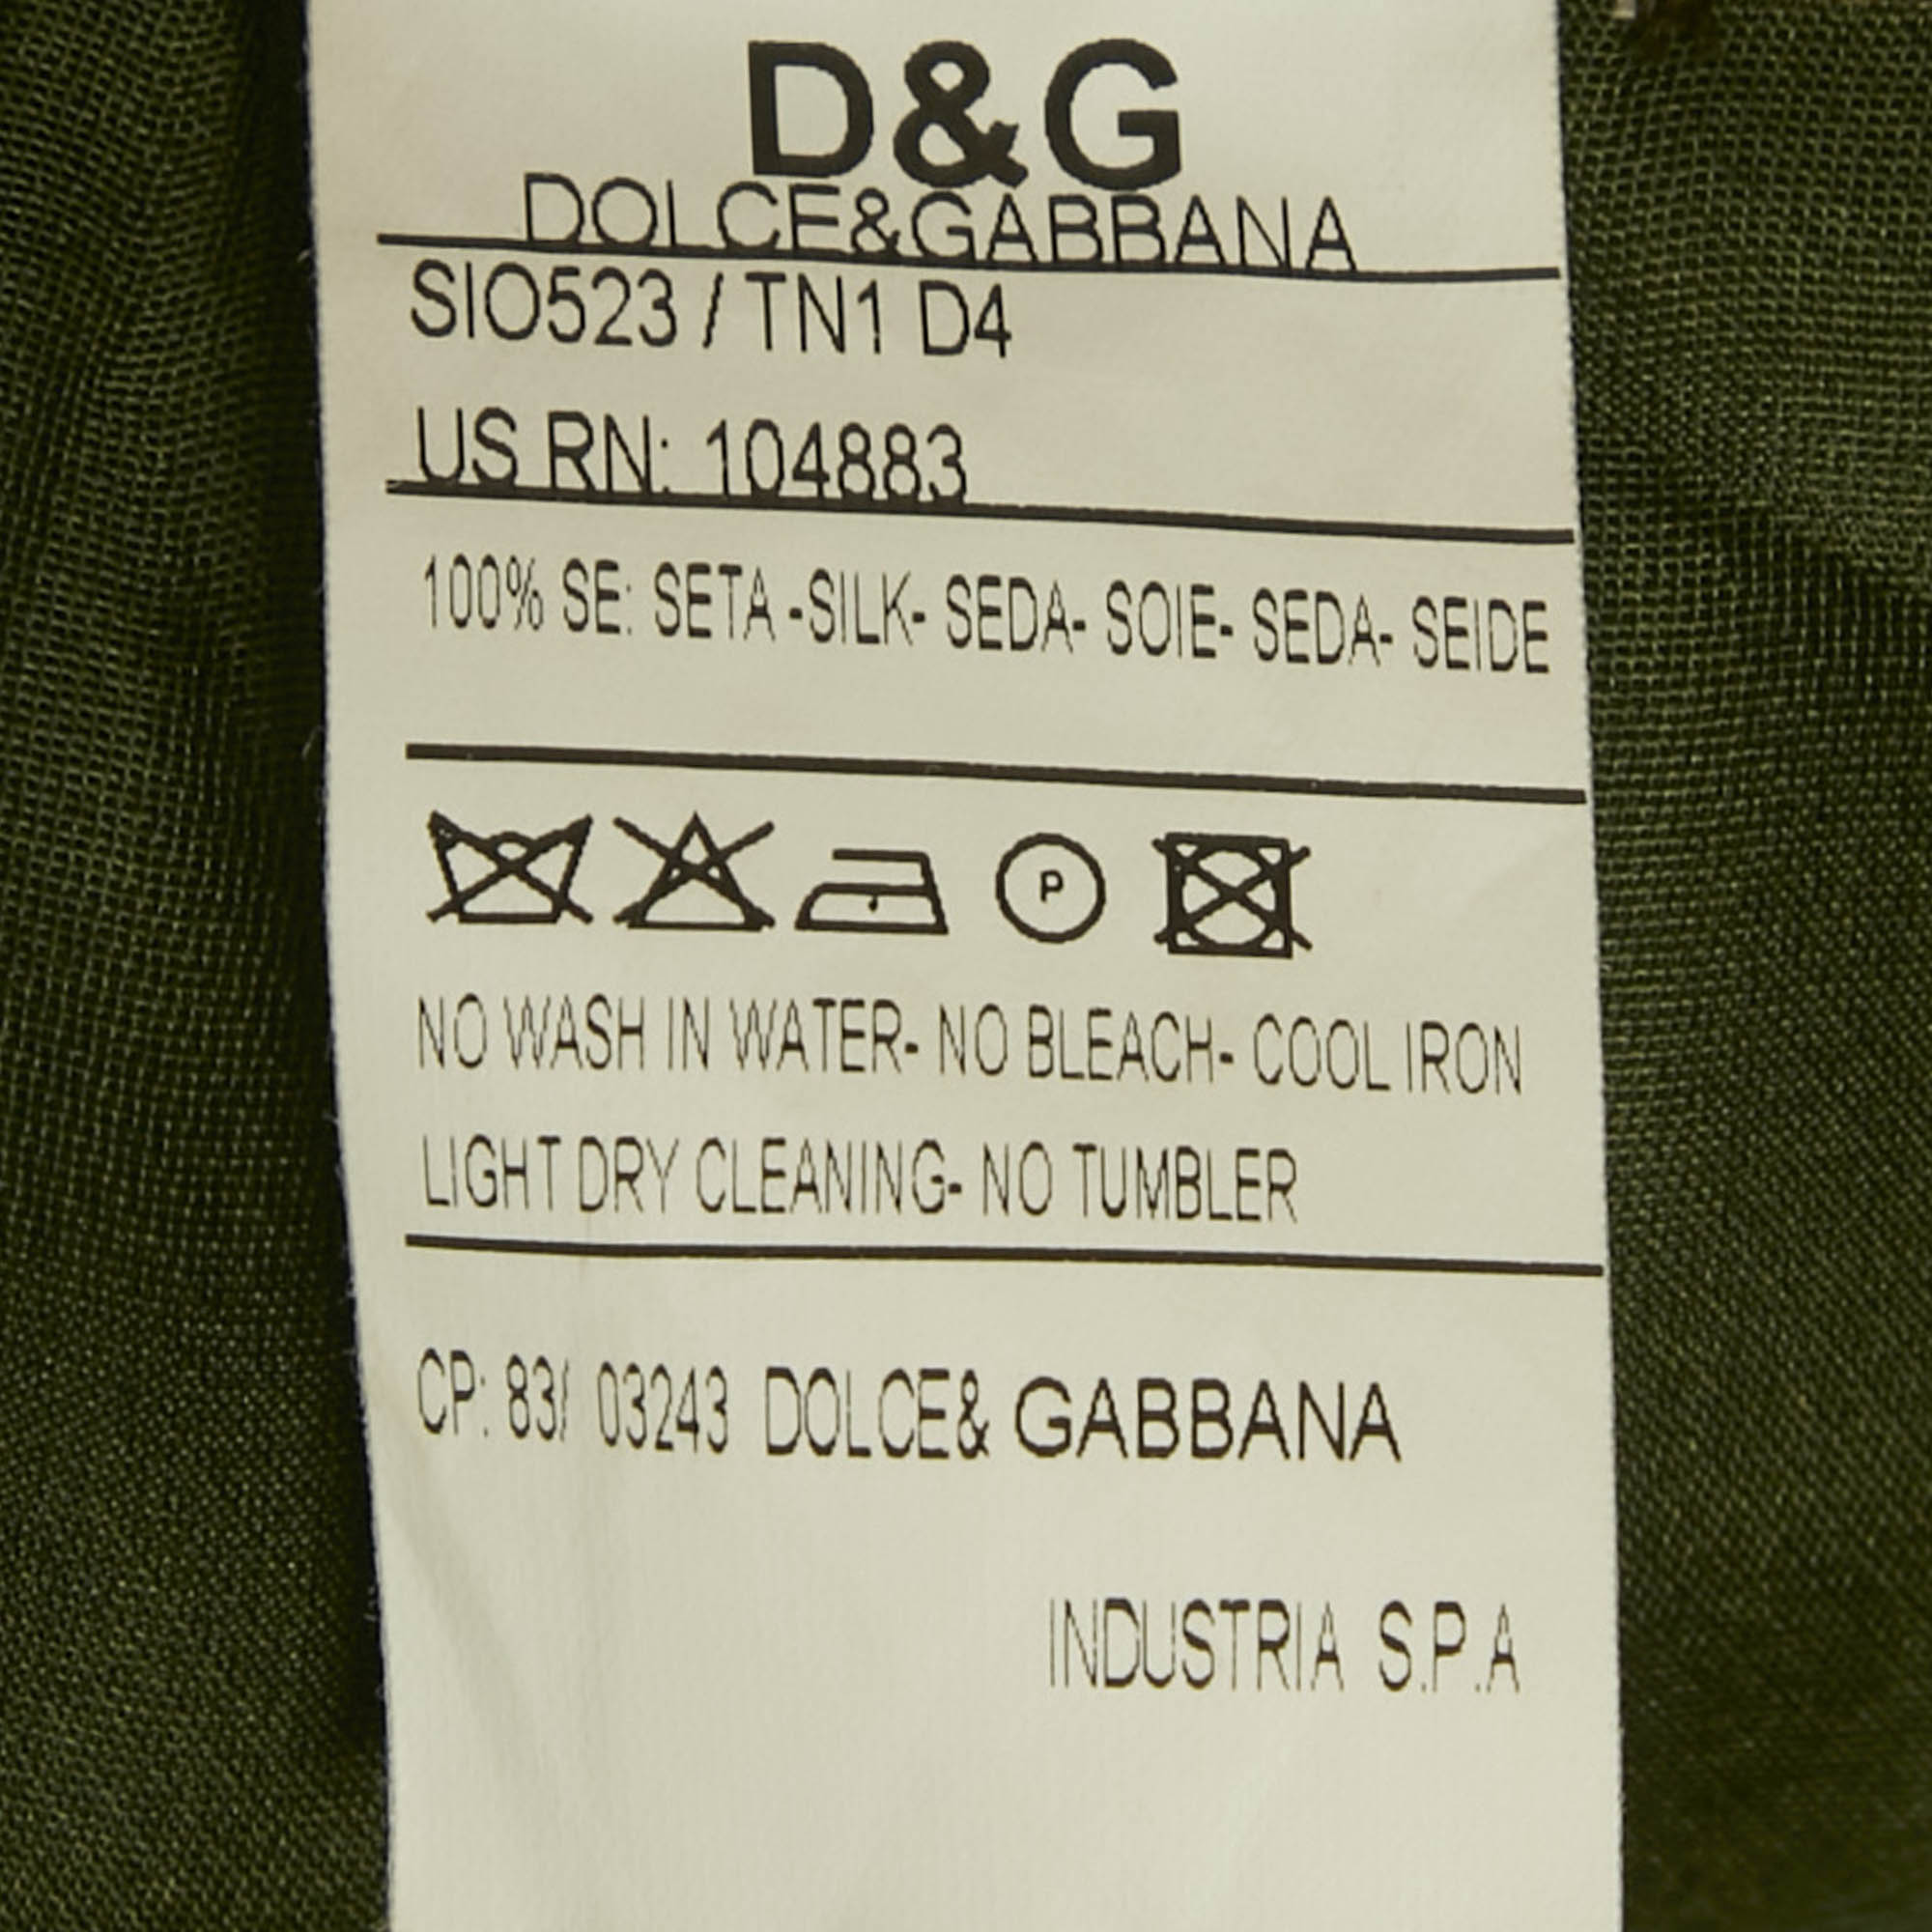 D&G
DOLCE&GABBANA
SIO523 / TN1 D4
US RN: 104883
100% SE: SETA -SILK- SEDA- SOIE- SEDA- SEIDE
P
NO WASH IN WATER- NO BLEACH- COOL IRON
LIGHT DRY CLEANING- NO TUMBLER
CP: 83/ 03243 DOLCE& GABBANA
INDUSTRIA S.P.A